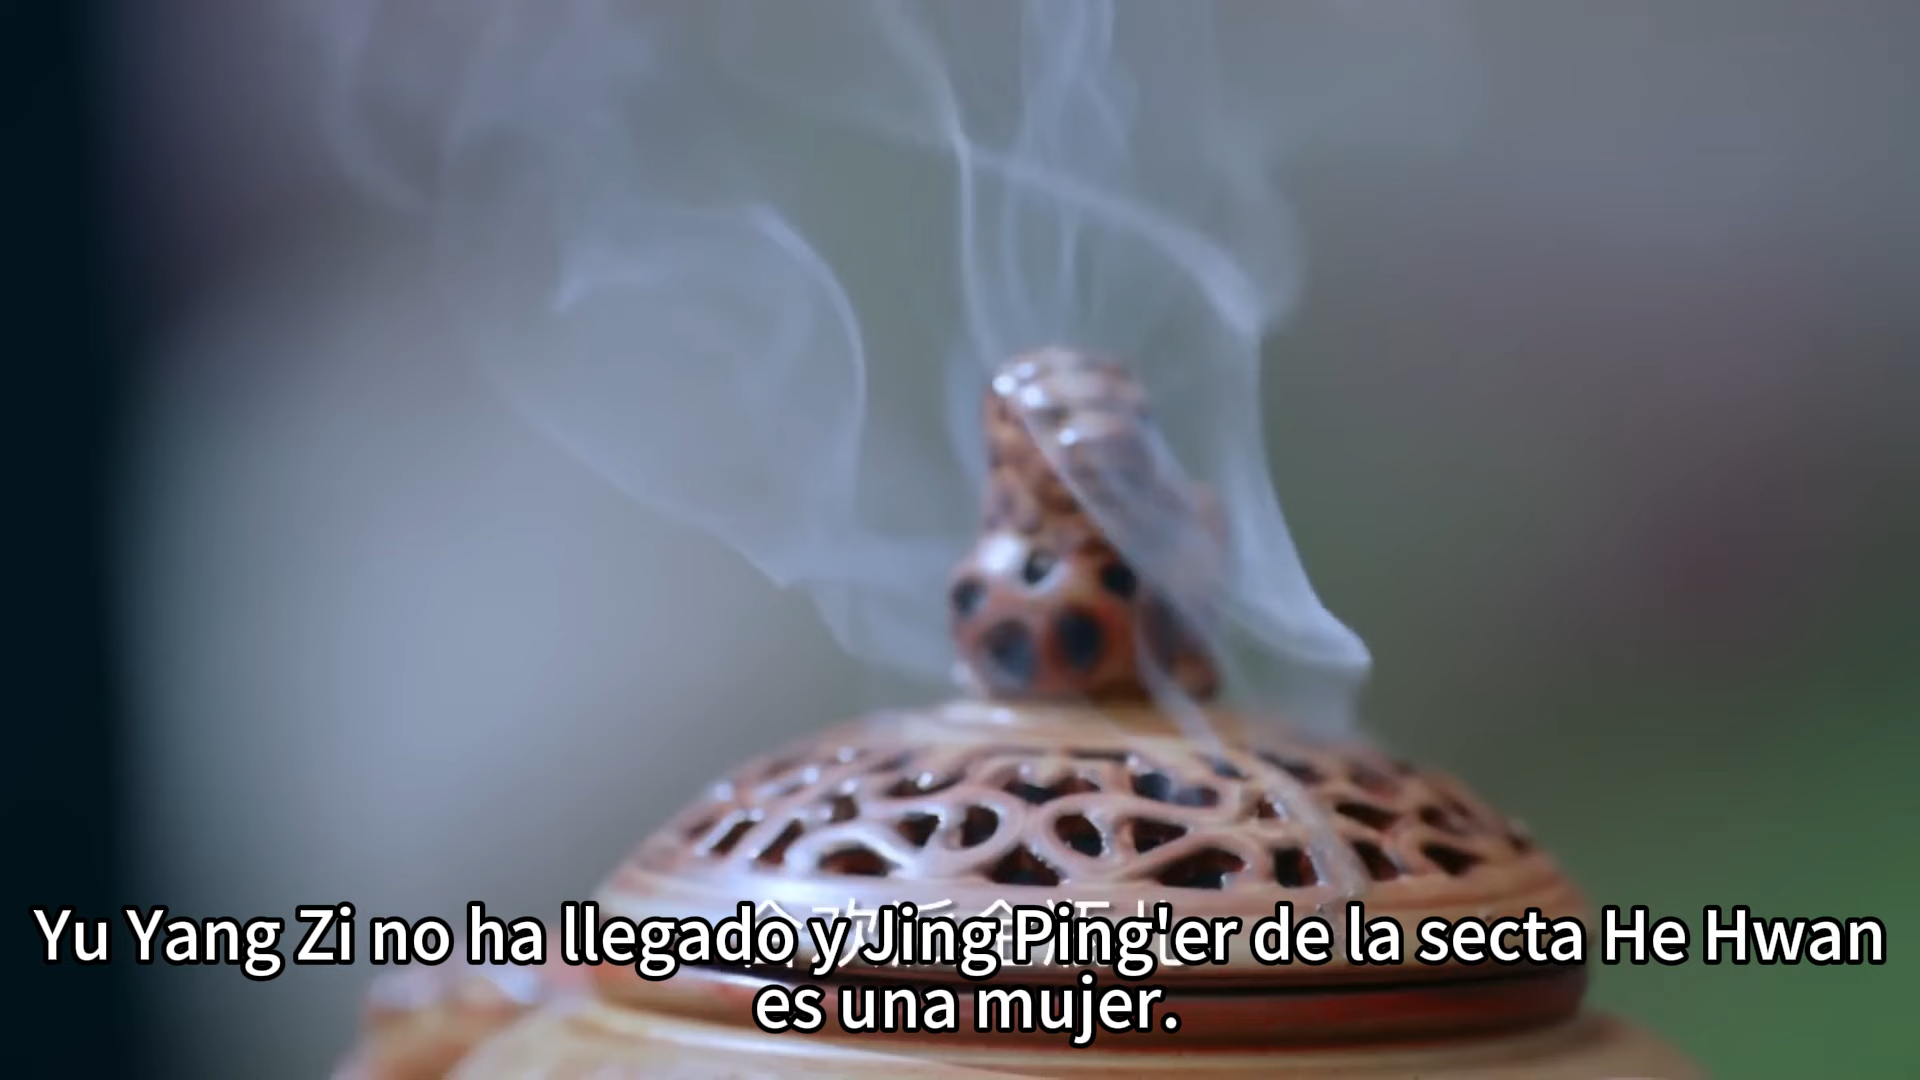 Yu Yang Zi no ha llegado y Jing Ping'er de la secta He Hwan
es una mujer.